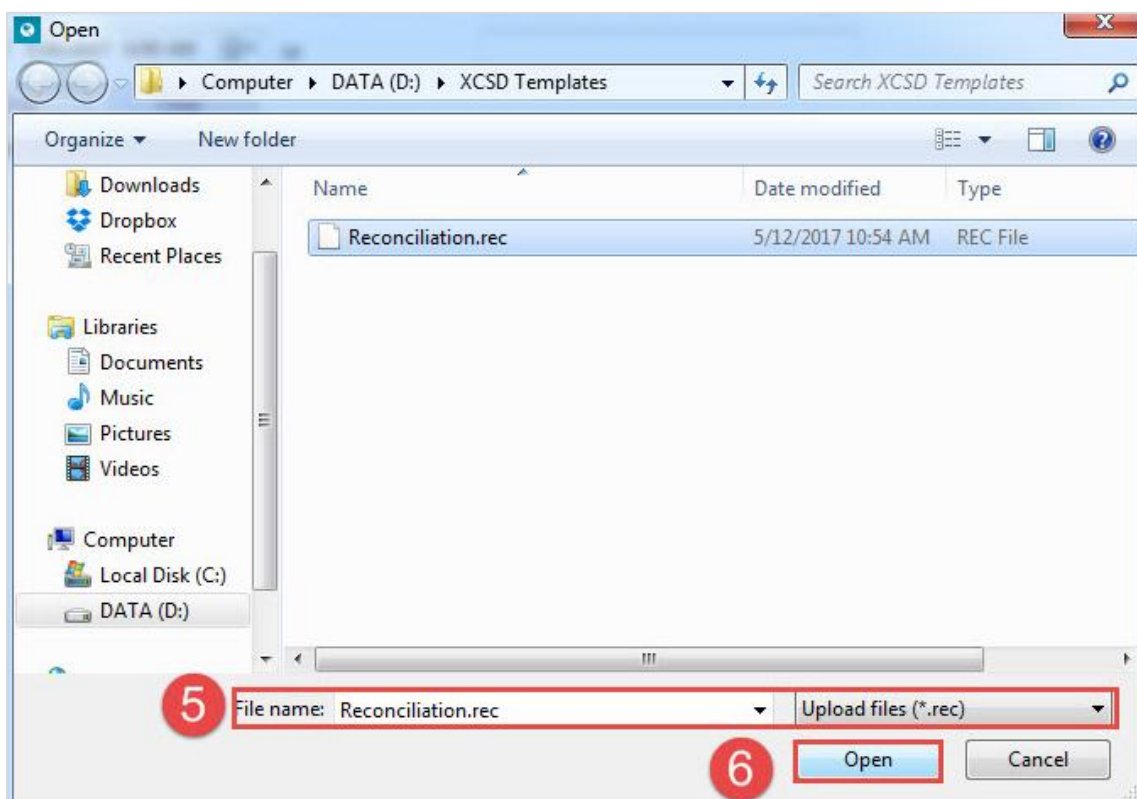 Open
x
Computer DATA (D:) XCSD Templates Search XCSD Templates
Organize New folder
Name Date modified Type
Downloads
Dropbox
Recent Places
Reconciliation.rec 5/12/2017 10:54 AM REC File
Libraries
Documents
Music
Pictures
Videos
Computer
Local Disk (C:)
DATA (D:)
5 File name: Reconciliation.rec Upload files (*.rec)
6 Open Cancel